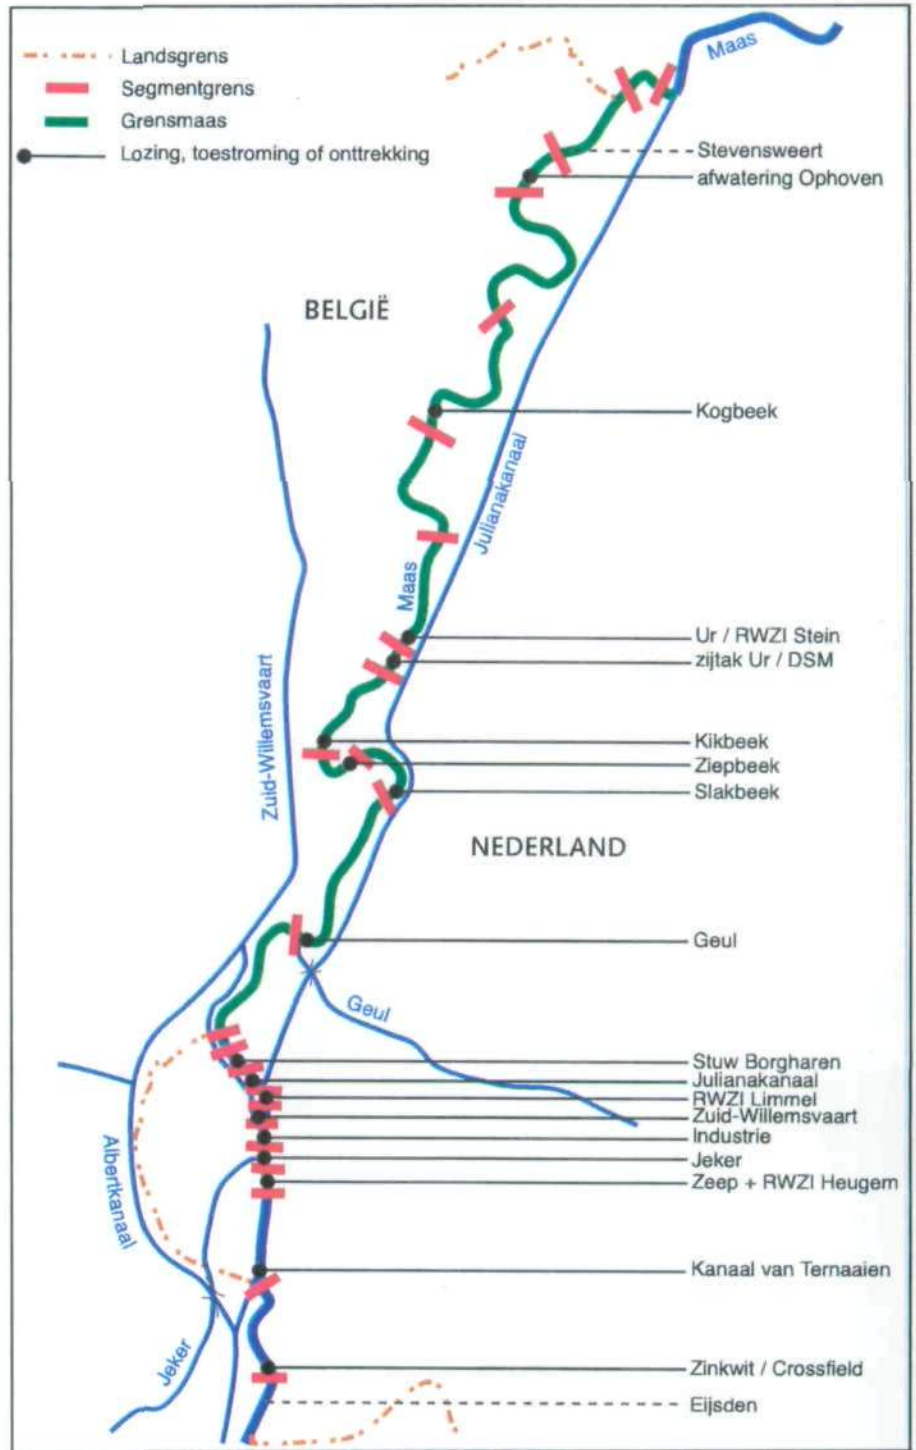 Landsgrens
Segmentgrens
Grensmaas
Lozing, toestroming of onttrekking
Maas
Stevensweert
afwatering Ophoven
BELGIË
Kogbeek
Julianakanaal
Maas
Ur / RWZI Stein
zijtak Ur / DSM
Zuid-Willemsvaart
Kikbeek
Ziepbeek
Slakbeek
NEDERLAND
Geul
Geul
Stuw Borgharen
Julianakanaal
RWZI Limmel
Zuid-Willemsvaart
Industrie
Jeker
Zeep + RWZI Heugem
Albertkanaal
Kanaal van Ternaaien
Jeker
Zinkwit / Crossfield
Eijsden